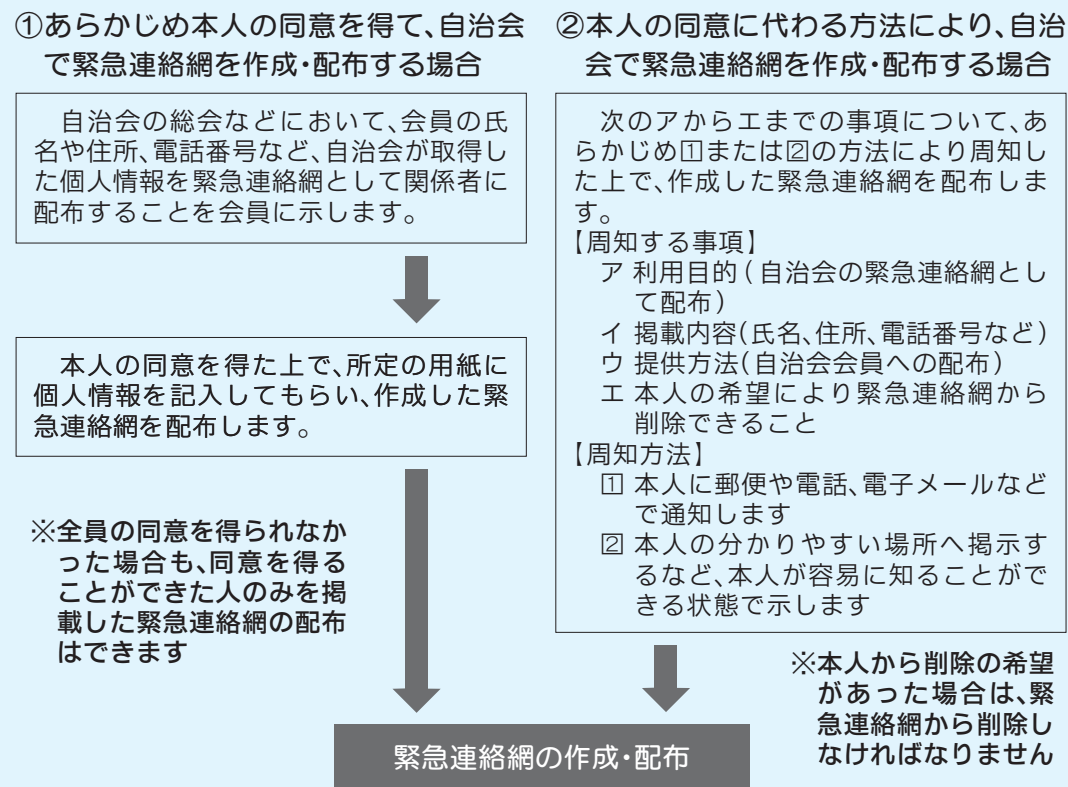 ①あらかじめ本人の同意を得て、自治会
で緊急連絡網を作成・配布する場合
自治会の総会などにおいて、会員の氏
名や住所、電話番号など、自治会が取得し
た個人情報を緊急連絡網として関係者に
配布することを会員に示します。
本人の同意を得た上で、所定の用紙に
個人情報を記入してもらい、作成した緊
急連絡網を配布します。
※全員の同意を得られなか
った場合も、同意を得る
ことができた人のみを掲
載した緊急連絡網の配布
はできます
②本人の同意に代わる方法により、自治
会で緊急連絡網を作成・配布する場合
次のアからエまでの事項について、あ
らかじめ1または2の方法により周知し
た上で、作成した緊急連絡網を配布しま
す。
【周知する事項】
ア 利用目的(自治会の緊急連絡網とし
て配布)
イ 掲載内容(氏名、住所、電話番号など)
ウ 提供方法(自治会会員への配布)
エ 本人の希望により緊急連絡網から
削除できること
【周知方法】
1 本人に郵便や電話、電子メールなど
で通知します
2 本人の分かりやすい場所へ掲示す
るなど、本人が容易に知ることがで
きる状態で示します
※本人から削除の希望
があった場合は、緊
急連絡網から削除し
なければなりません
緊急連絡網の作成・配布